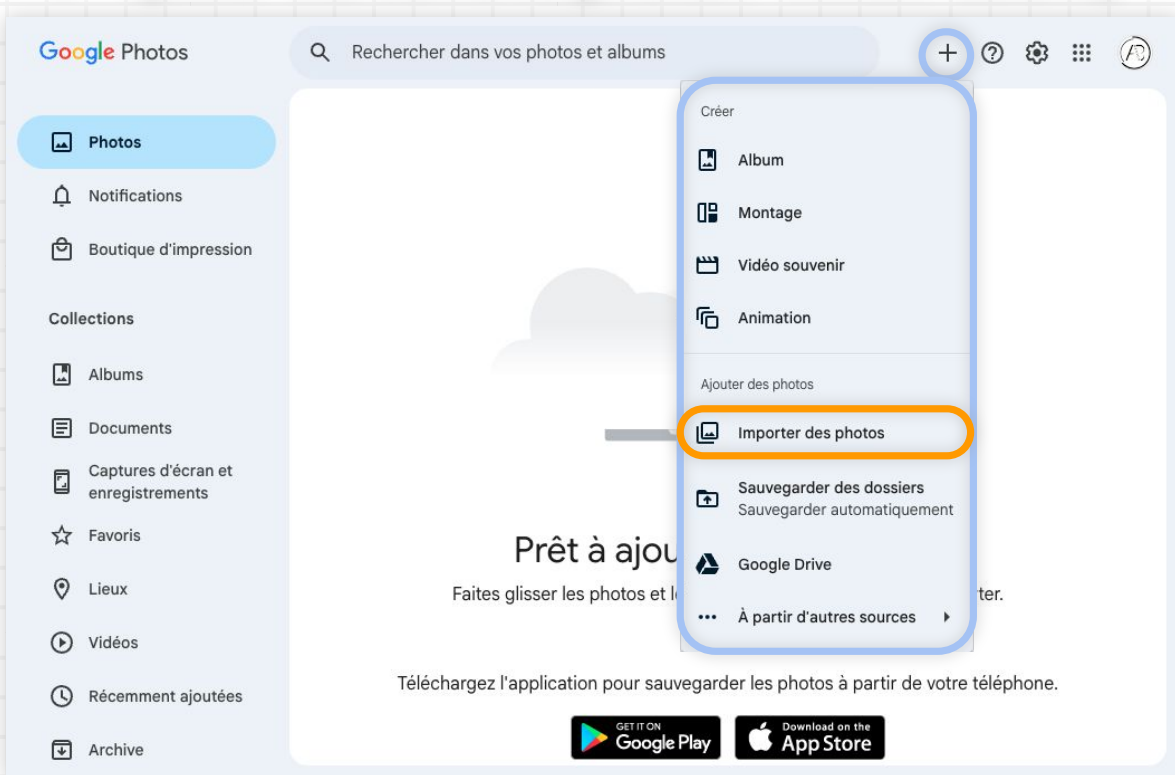 Google Photos
Rechercher dans vos photos et albums
Photos
Notifications
Boutique d'impression
Collections
Albums
Documents
Captures d'écran et
enregistrements
Favoris
Lieux
Vidéos
Récemment ajoutées
Archive
Créer
Album
Montage
Vidéo souvenir
Animation
Ajouter des photos
Importer des photos
Sauvegarder des dossiers
Sauvegarder automatiquement
Google Drive
À partir d'autres sources
Prêt à
Faites glisser les photos et
Téléchargez l'application pour sauvegarder les photos à partir de votre téléphone.
GET IT ON
Google Play
Download on the
App Store